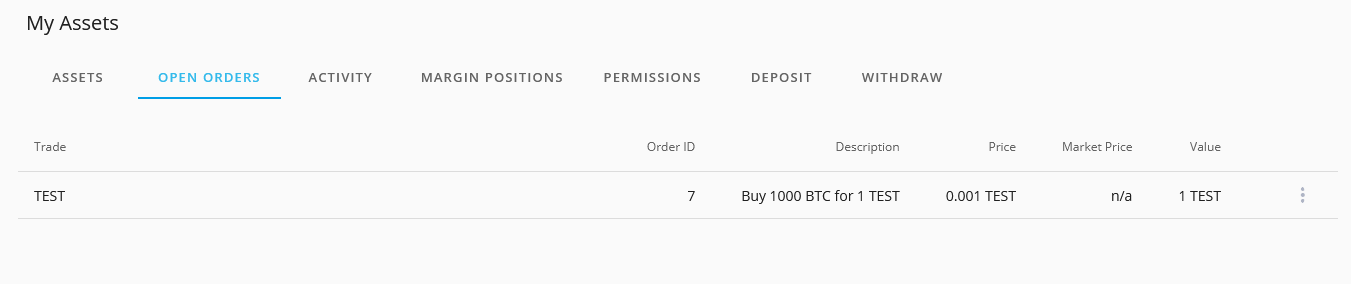 My Assets
ASSETS OPEN ORDERS ACTIVITY MARGIN POSITIONS PERMISSIONS DEPOSIT WITHDRAW
Trade Order ID Description Price Market Price Value
TEST 7 Buy 1000 BTC for 1 TEST 0.001 TEST n/a 1 TEST